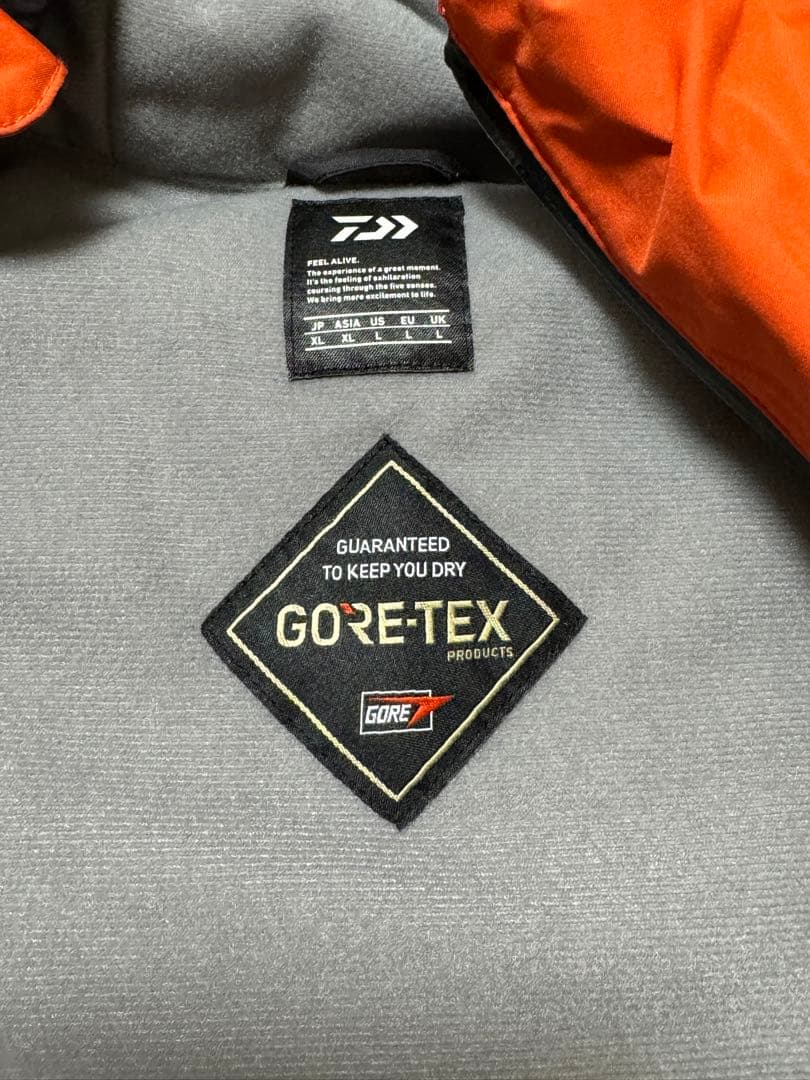 FEEL ALIVE.
The experience of a great moment.
It's the feeling of exhilaration
coursing through the five senses.
We bring more excitement to life.
JP ASIA US EU UK
XL XL L L L
GUARANTEED
TO KEEP YOU DRY
GORE-TEX
PRODUCTS
GORE